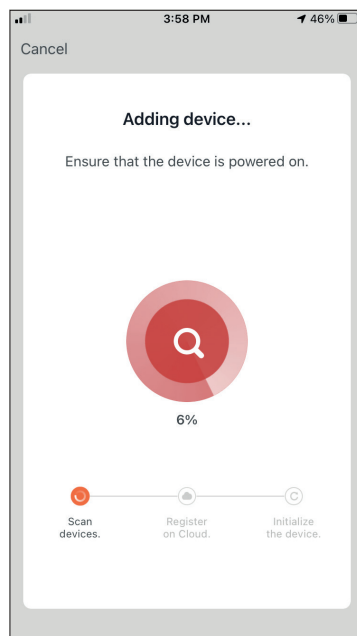 3:58 PM
46%
Cancel
Adding device...
Ensure that the device is powered on.
6%
Scan
devices.
Register
on Cloud.
Initialize
the device.